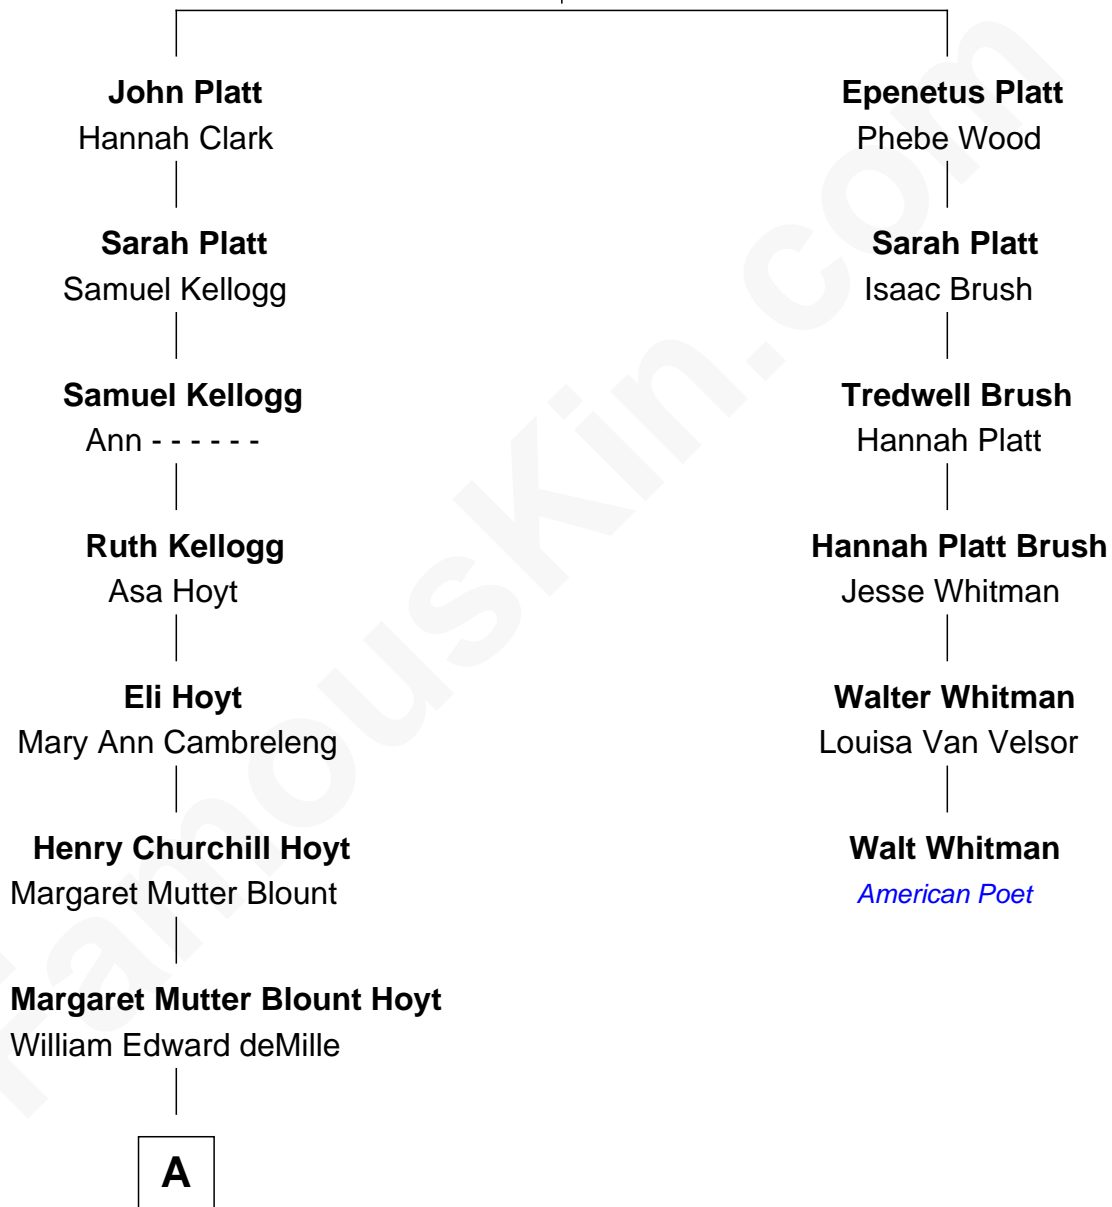 John Platt
Hannah Clark
Epenetus Platt
Phebe Wood
Sarah Platt
Samuel Kellogg
Sarah Platt
Isaac Brush
Samuel Kellogg
Ann - - - - - -
Tredwell Brush
Hannah Platt
Ruth Kellogg
Asa Hoyt
Hannah Platt Brush
Jesse Whitman
Eli Hoyt
Mary Ann Cambreleng
Walter Whitman
Louisa Van Velsor
Henry Churchill Hoyt
Margaret Mutter Blount
Walt Whitman
American Poet
Margaret Mutter Blount Hoyt
William Edward deMille
A
FamousKin.com